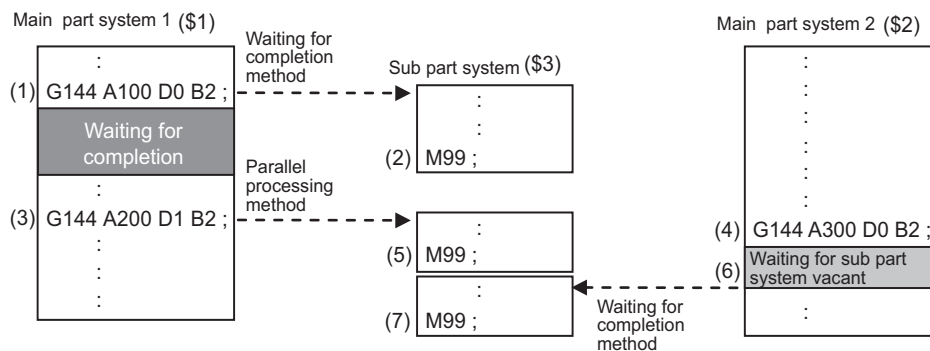 Main part system 1 ($1)
:
(1) G144 A100 D0 B2 ;
Waiting for
completion
:
(3) G144 A200 D1 B2 ;
:
:
:
Waiting for
completion
method
Parallel
processing
method
Sub part system ($3)
:
:
(2) M99 ;
:
(5) M99 ;
:
(7) M99 ;
Waiting for
completion
method
Main part system 2 ($2)
:
:
:
:
:
:
(4) G144 A300 D0 B2 ;
(6) Waiting for sub part
system vacant
: